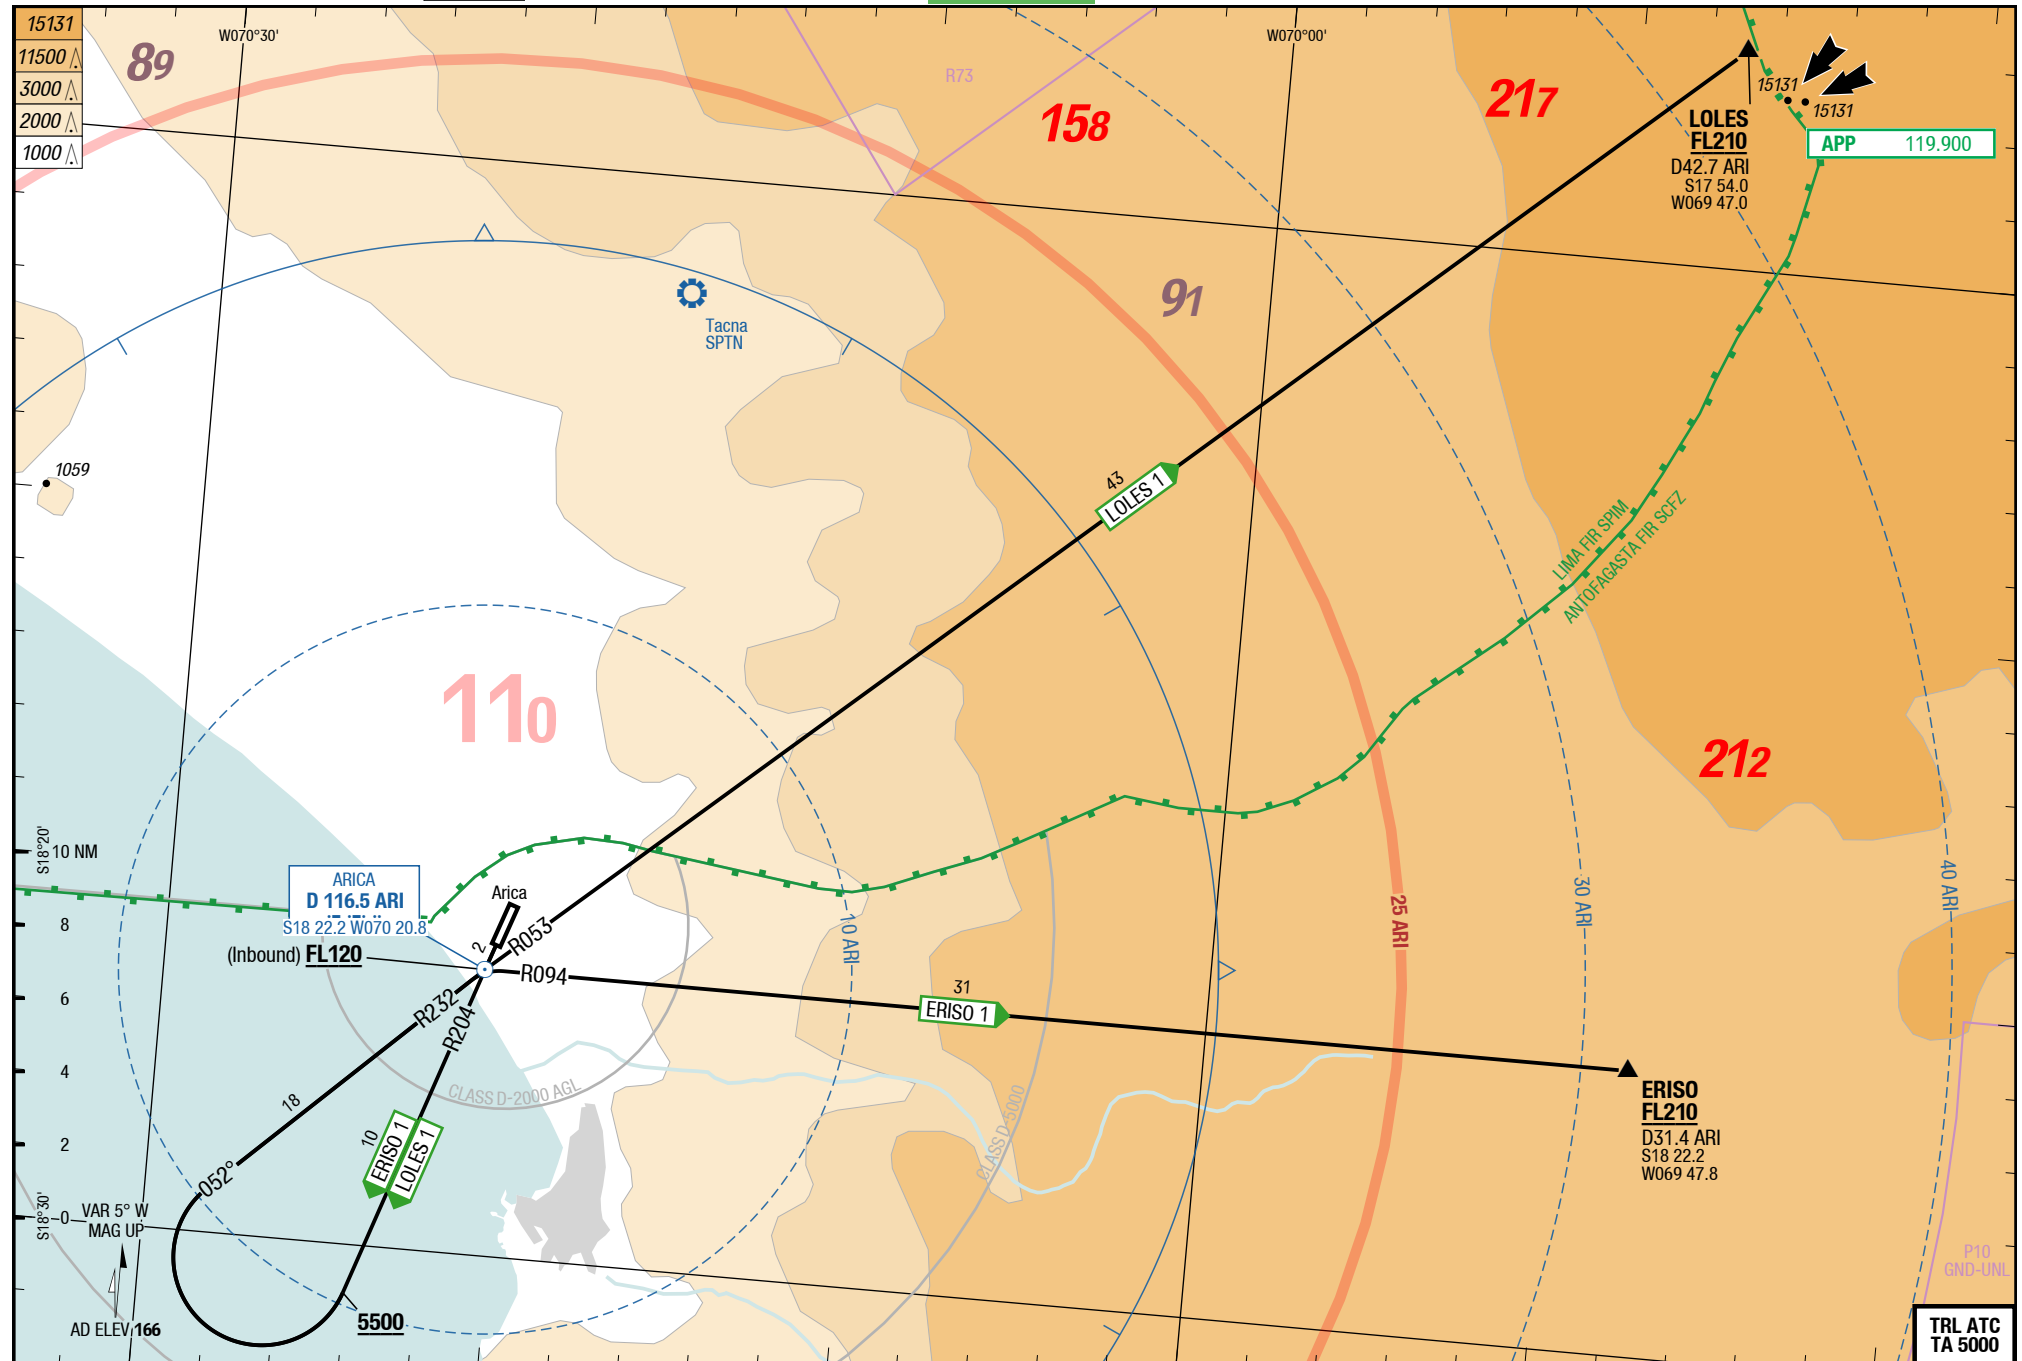 15131
11500
3000
2000
1000
89
W070°30'
W070°00'
R73
158
217
15131
15131
LOLES
FL210
D42.7 ARI
S17 54.0
W069 47.0
APP 119.900
91
Tacna
SPTN
1059
43
LOLES 1
LIMA FIR SPIM
ANTOFAGASTA FIR SCFZ
110
212
S18°20'
10 NM
8
6
4
2
0
S18°30'
ARICA
D 116.5 ARI
S18 22.2 W070 20.8
Arica
2
(Inbound) FL120
R053
R094
R232
R204
10 ARI
25 ARI
30 ARI
40 ARI
31
ERISO 1
ERISO
FL210
D31.4 ARI
S18 22.2
W069 47.8
CLASS D-2000 AGL
CLASS D-5000
18
052°
10
ERISO 1
LOLES 1
5500
VAR 5° W
MAG UP
AD ELEV 166
P10
GND-UNL
TRL ATC
TA 5000